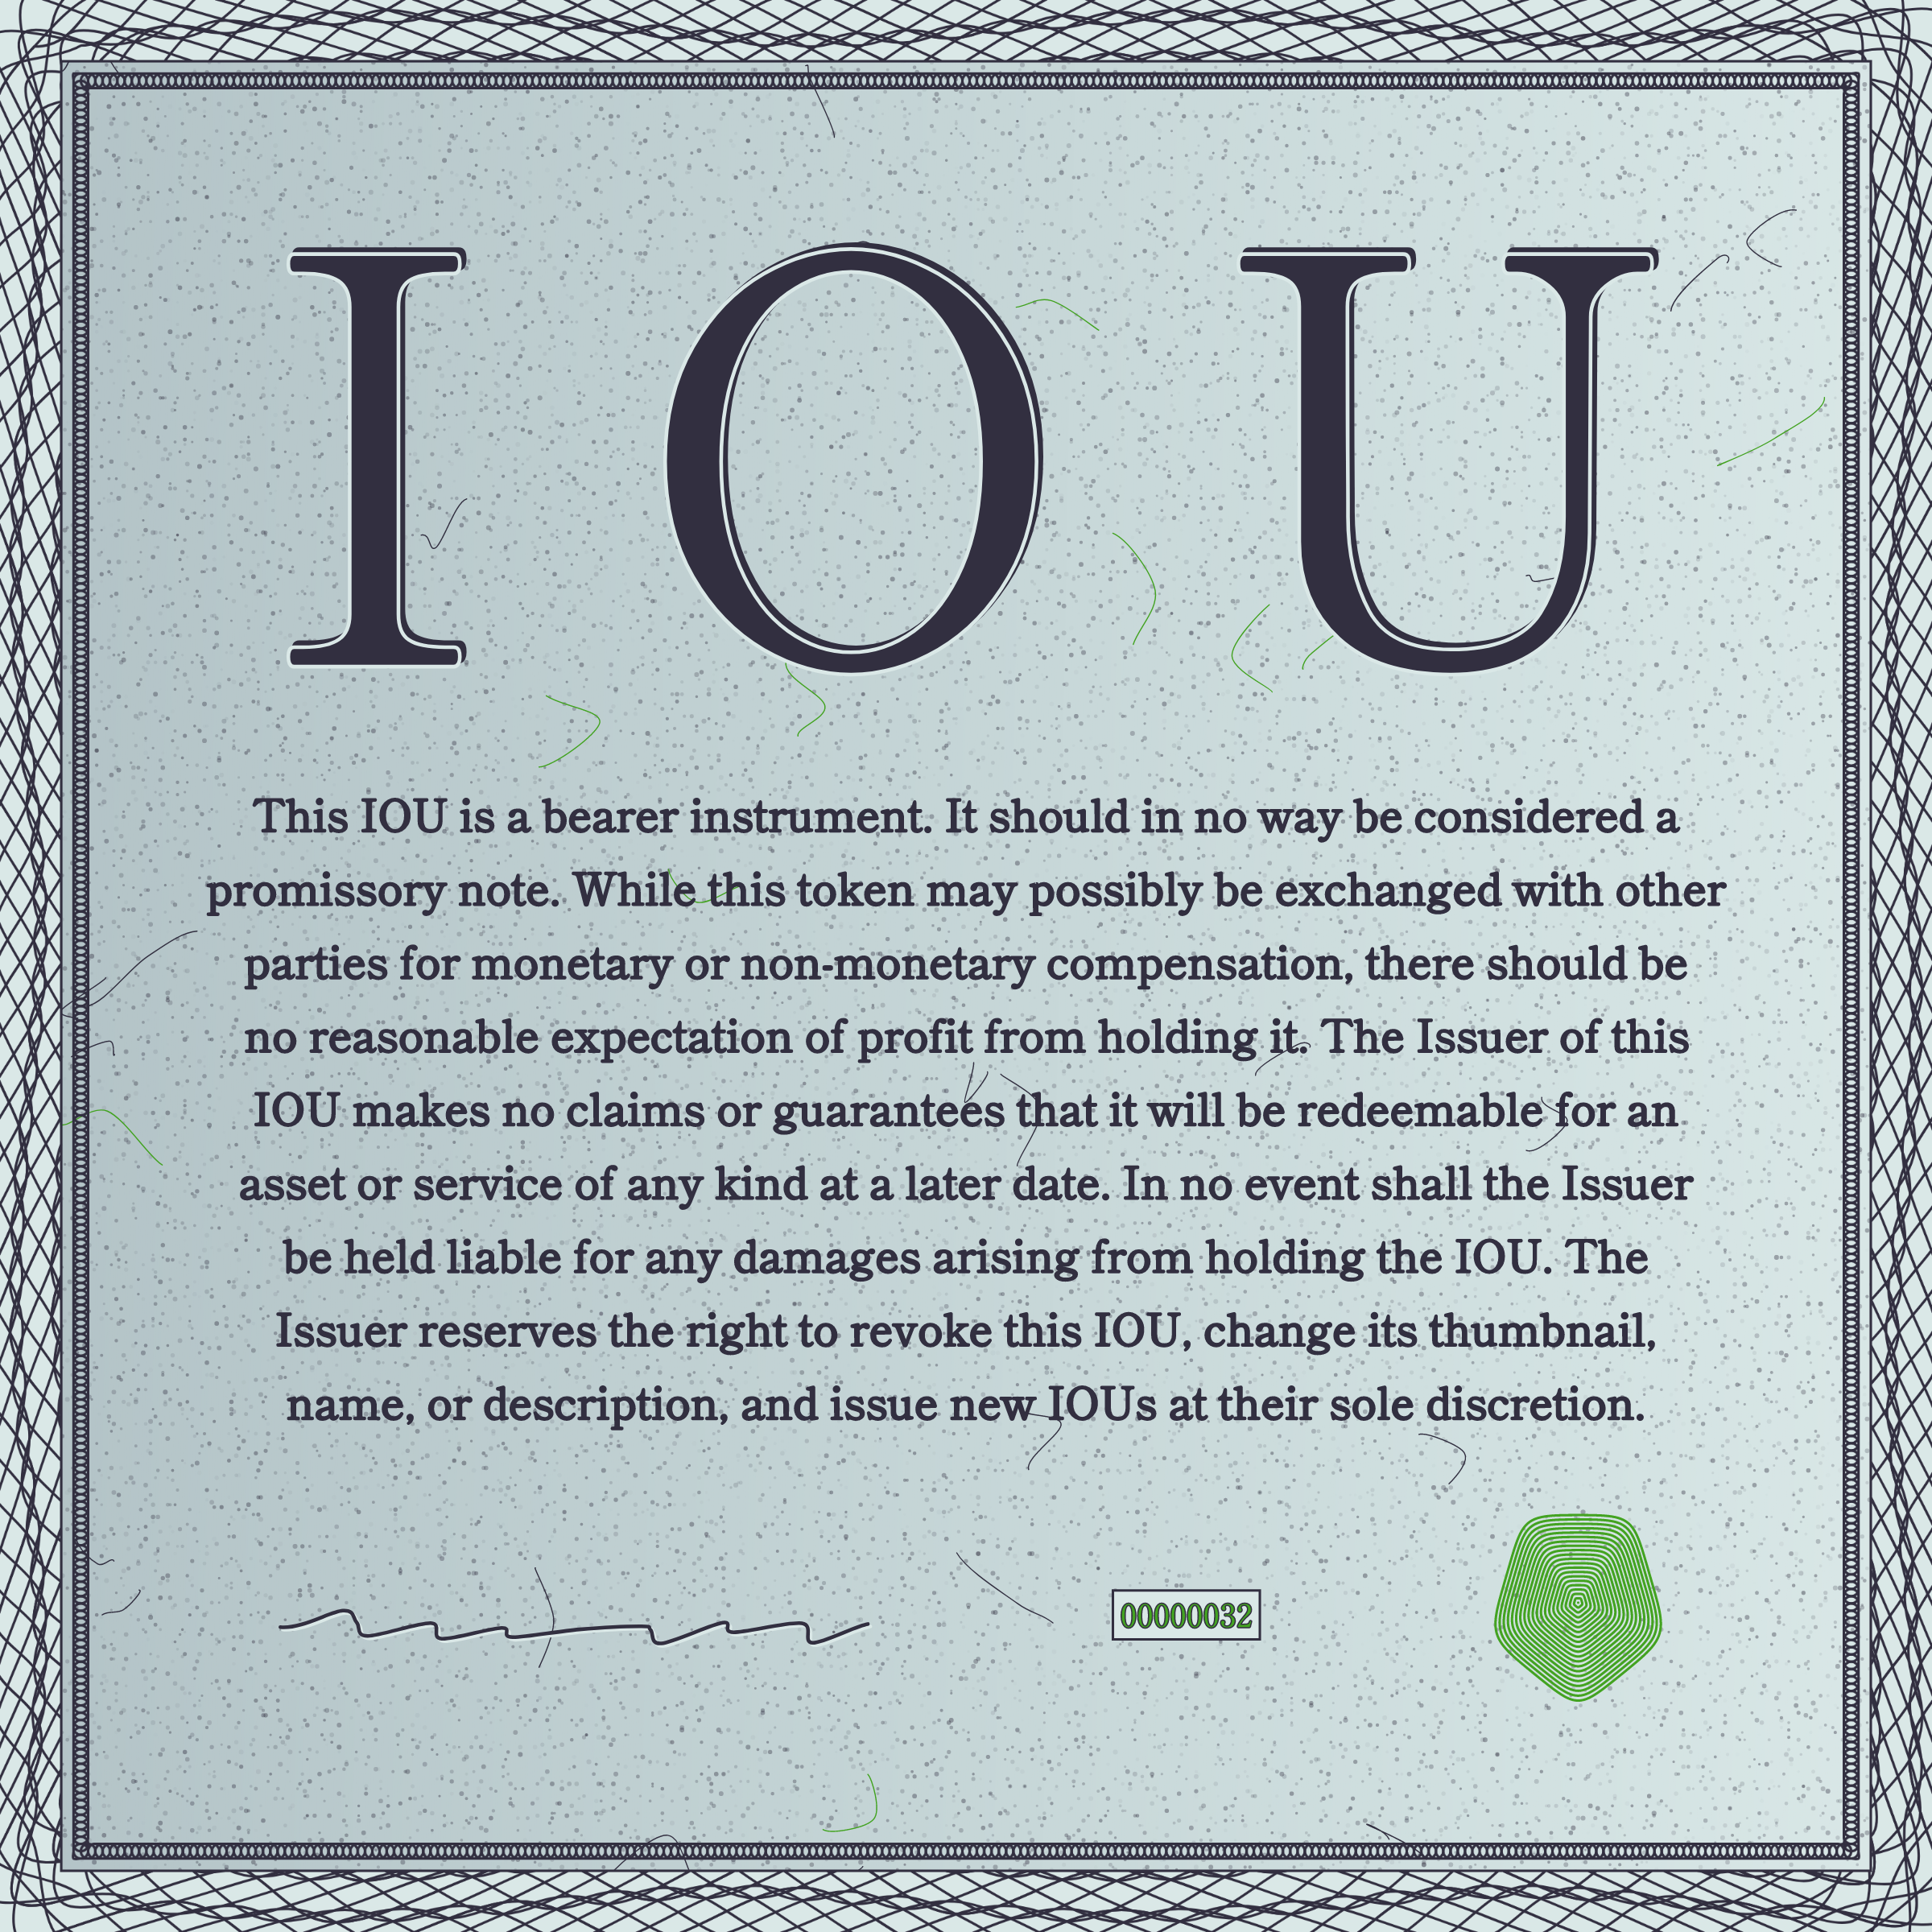 I O U
This IOU is a bearer instrument. It should in no way be considered a
promissory note. While this token may possibly be exchanged with other
parties for monetary or non-monetary compensation, there should be
no reasonable expectation of profit from holding it. The Issuer of this
IOU makes no claims or guarantees that it will be redeemable for an
asset or service of any kind at a later date. In no event shall the Issuer
be held liable for any damages arising from holding the IOU. The
Issuer reserves the right to revoke this IOU, change its thumbnail,
name, or description, and issue new IOUs at their sole discretion.
00000032